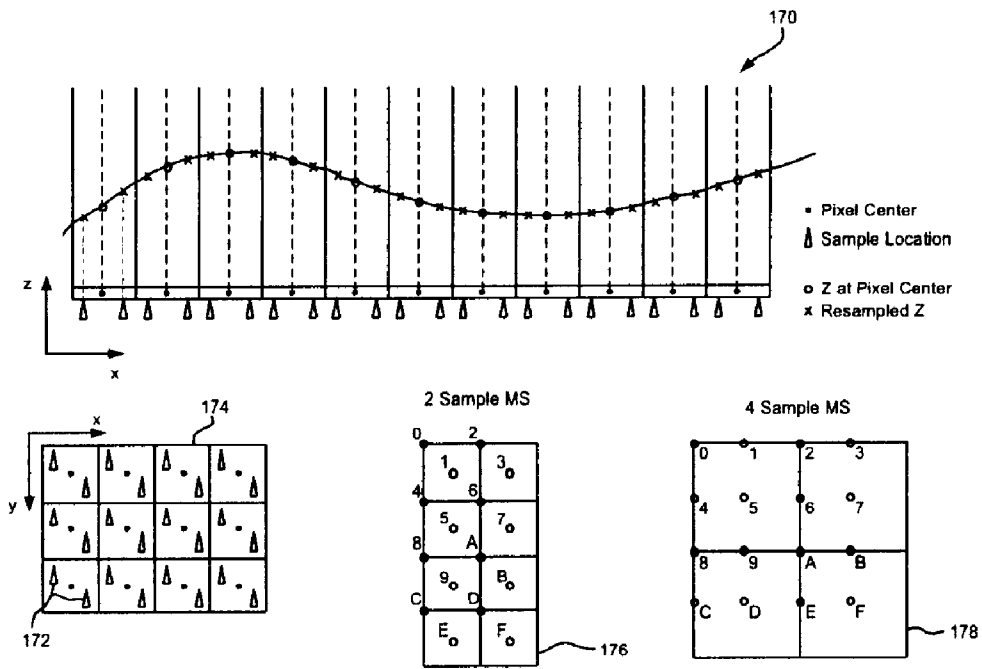 170
• Pixel Center
Sample Location
o Z at Pixel Center
× Resampled Z
z
x
2 Sample MS
4 Sample MS
x
174
y
172
0 2
1 3
4 6
5 7
8 A
9 B
C D
E F
176
0 1 2 3
4 5 6 7
8 9 A B
C D E F
178